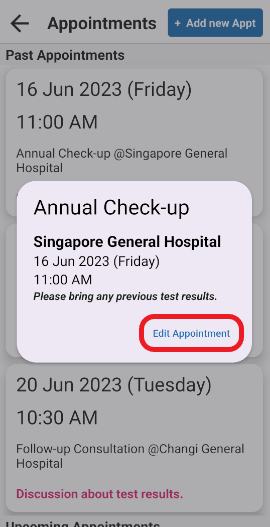 Appointments
+ Add new Appt
Past Appointments
16 Jun 2023 (Friday)
11:00 AM
Annual Check-up @Singapore General
Hospital
Annual Check-up
Singapore General Hospital
16 Jun 2023 (Friday)
11:00 AM
Please bring any previous test results.
Edit Appointment
20 Jun 2023 (Tuesday)
10:30 AM
Follow-up Consultation @Changi General
Hospital
Discussion about test results.
Upcoming Appointments